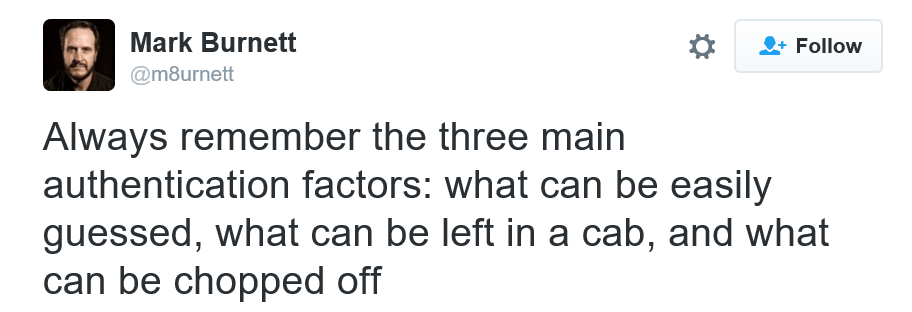 Mark Burnett
@m8urnett
Follow
Always remember the three main
authentication factors: what can be easily
guessed, what can be left in a cab, and what
can be chopped off